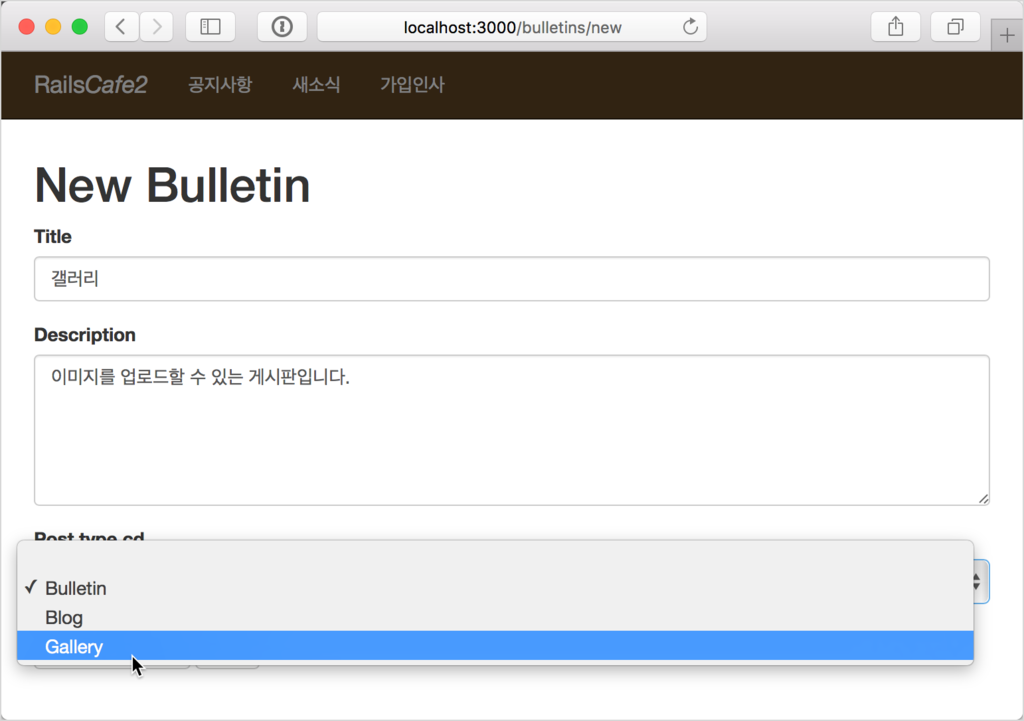 localhost:3000/bulletins/new
RailsCafe2 공지사항 새소식 가입인사
New Bulletin
Title
갤러리
Description
이미지를 업로드할 수 있는 게시판입니다.
Post type cd
✓ Bulletin
Blog
Gallery